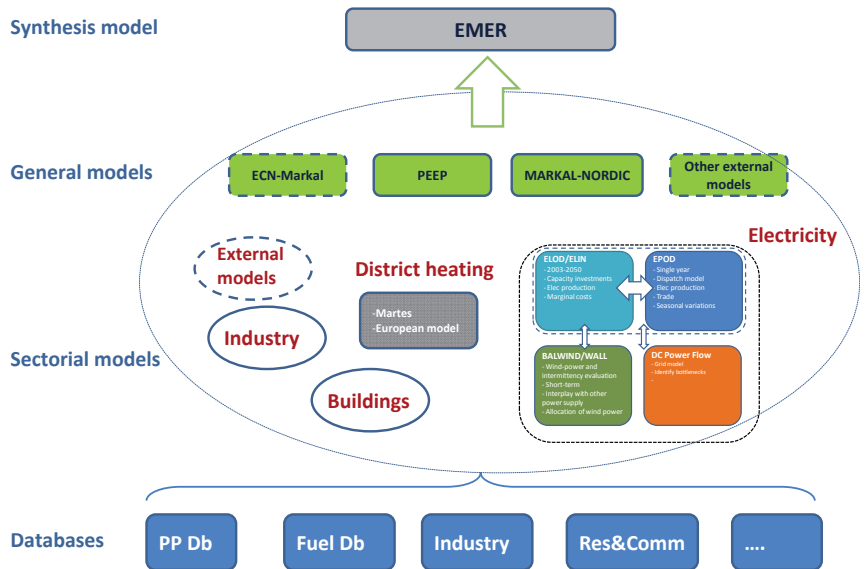 Synthesis model
EMER
General models
ECN-Markal
PEEP
MARKAL-NORDIC
Other external
models
Electricity
External
models
District heating
-Martes
-European model
Industry
ELOD/ELIN
- 2003-2050
- Capacity investments
- Elec production
- Marginal costs
EPOD
- Single year
- Dispatch model
- Elec production
- Trade
- Seasonal variations
Sectorial models
BALWIND/WALL
- Wind-power and
intermittency evaluation
- Short-term
- Interplay with other
power supply
- Allocation of wind power
DC Power Flow
- Grid model
- Identify bottlenecks
-
Buildings
Databases
PP Db
Fuel Db
Industry
Res&Comm
....